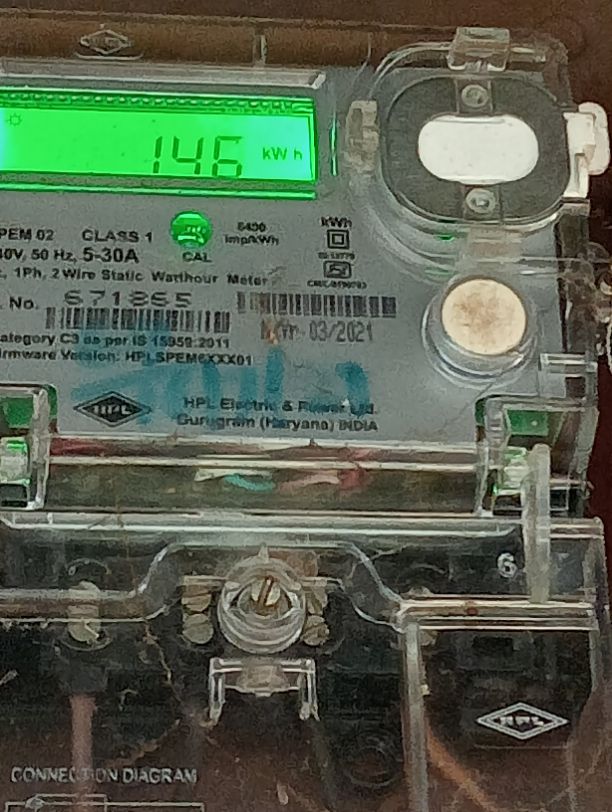 146 kWh
PEM 02 CLASS 1 6400 imp/kWh kWh
40V, 50 Hz, 5-30A CAL
1Ph, 2 Wire Static Watthour Meter
No. 671865
03/2021
ategory C3 as per IS 15959:2011
irmware Version: HPLSPEM6XXX01
HPL
HPL Electric & Power Ltd.
Gurugram (Haryana) INDIA
6
HPL
CONNECTION DIAGRAM